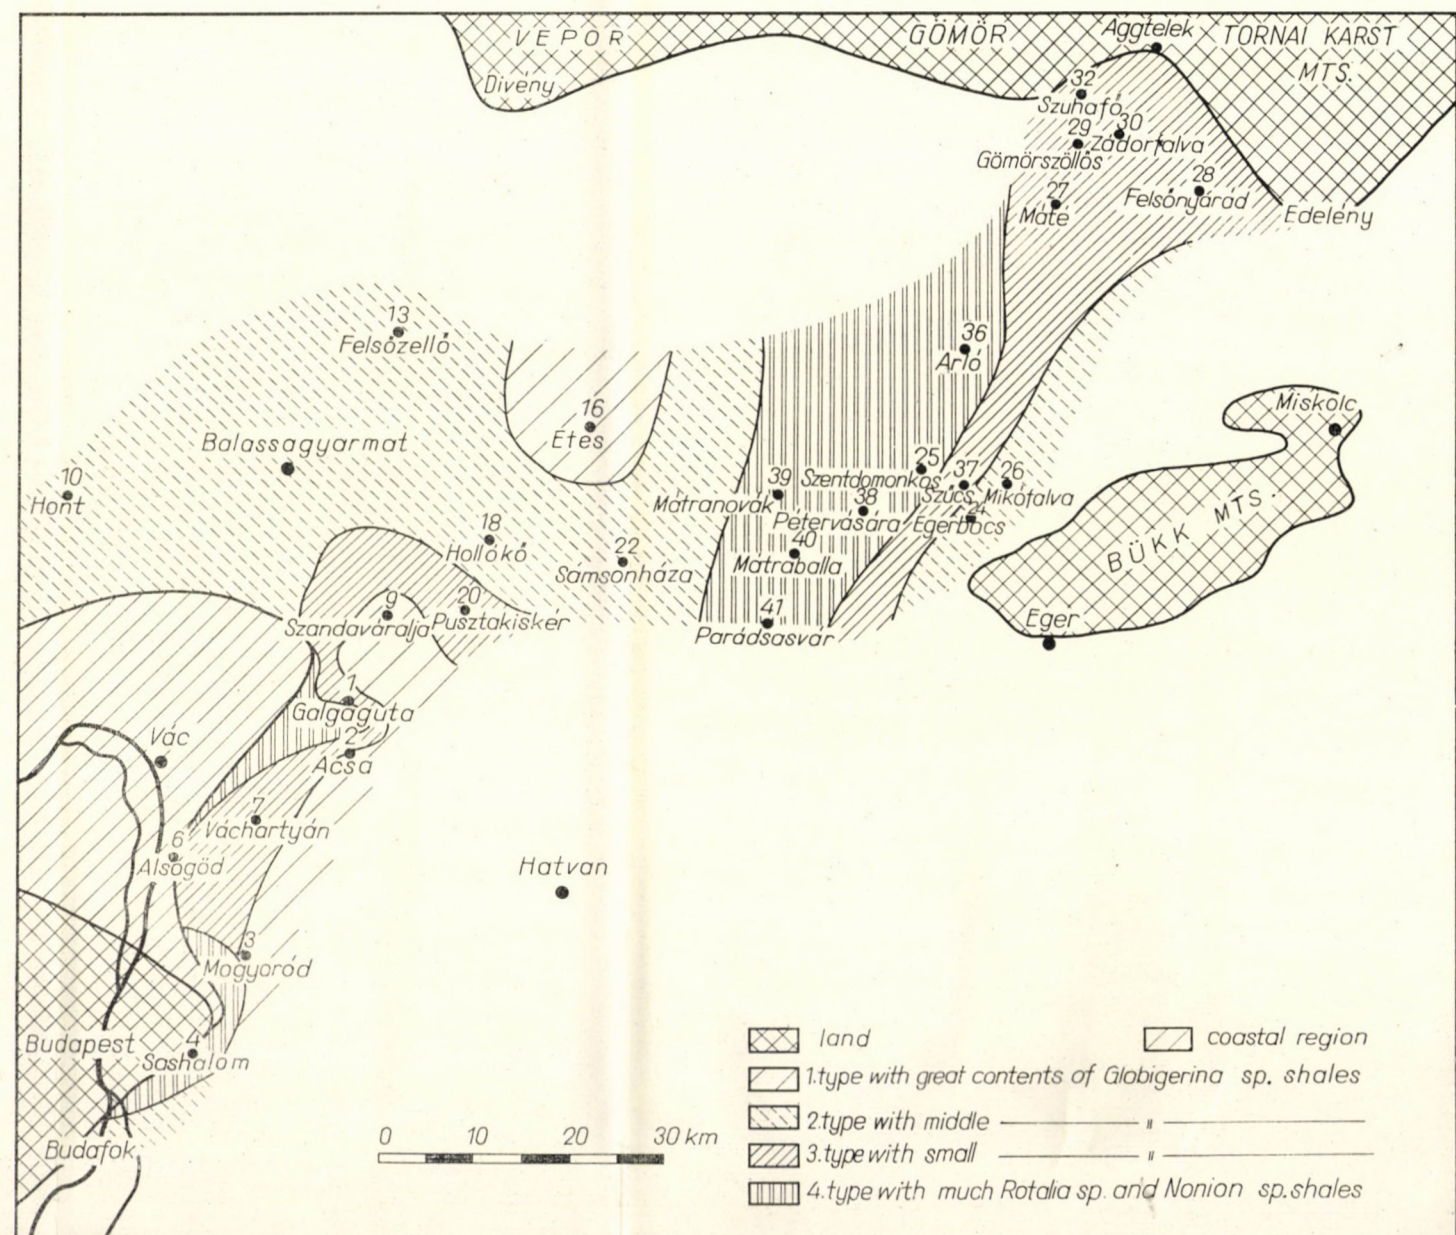 VEPOR
GÖMÖR
Aggtelek
TORNAI KARST
MTS.
Divény
32
Szuhafő
29
30
Zádorfalva
Gömörszöllős
28
Felsőnyárád
27
Máté
Edelény
13
Felsőzellő
36
Arló
16
Etes
Miskolc
Balassagyarmat
10
Hont
39
Mátranovák
25
Szentdomonkos
37
Szúcs
26
Mikófalva
38
Pétervására
24
Egerbocs
BÜKK MTS.
18
Hollókő
22
Sámsonháza
40
Mátraballa
9
Szandaváralja
20
Pusztakiskér
41
Parádsasvár
Eger
1
Galgaguta
2
Acsa
Vác
7
Váchartyán
6
Alsógöd
Hatvan
3
Mogyoród
Budapest
4
Sashalom
Budafok
0 10 20 30 km
land
coastal region
1.type with great contents of Globigerina sp. shales
2.type with middle — " —
3.type with small — " —
4.type with much Rotalia sp. and Nonion sp.shales